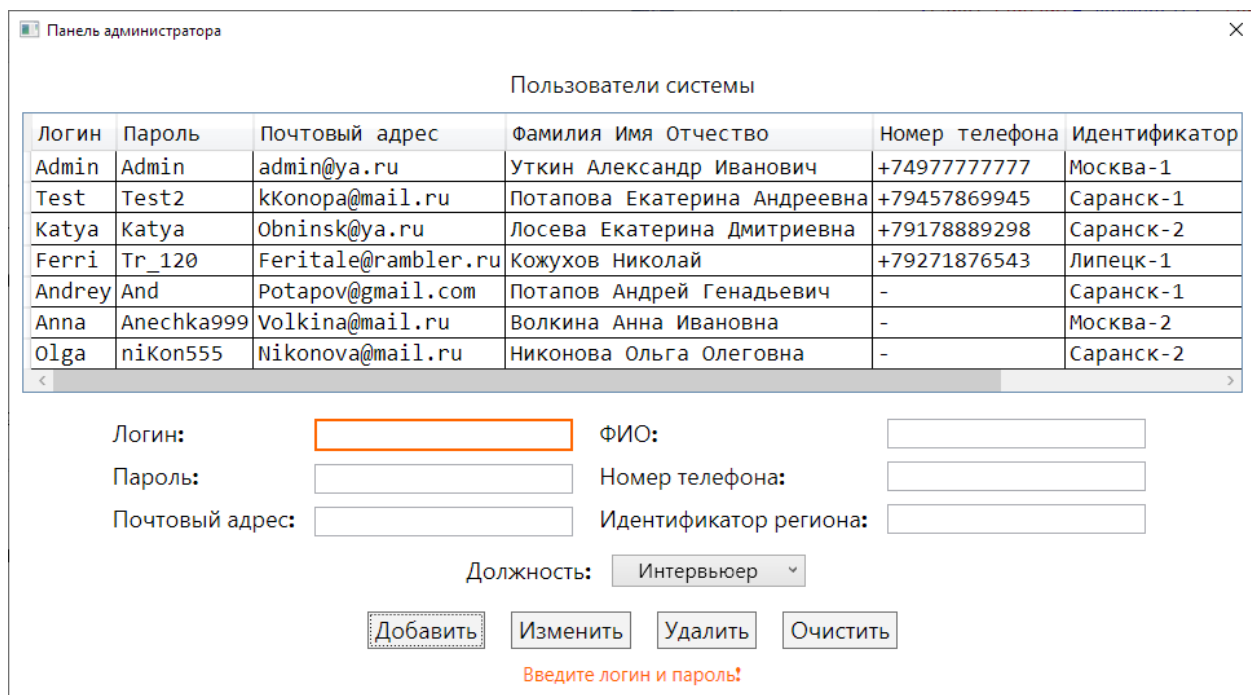 Панель администратора
Пользователи системы
Логин Пароль Почтовый адрес Фамилия Имя Отчество Номер телефона Идентификатор
Admin Admin admin@ya.ru Уткин Александр Иванович +74977777777 Москва-1
Test Test2 kKonopa@mail.ru Потапова Екатерина Андреевна +79457869945 Саранск-1
Katya Katya Obninsk@ya.ru Лосева Екатерина Дмитриевна +79178889298 Саранск-2
Ferri Tr_120 Feritale@rambler.ru Кожухов Николай +79271876543 Липецк-1
Andrey And Potapov@gmail.com Потапов Андрей Генадьевич - Саранск-1
Anna Anechka999 Volkina@mail.ru Волкина Анна Ивановна - Москва-2
Olga niKon555 Nikonova@mail.ru Никонова Ольга Олеговна - Саранск-2
Логин: ФИО:
Пароль: Номер телефона:
Почтовый адрес: Идентификатор региона:
Должность: Интервьюер
Добавить Изменить Удалить Очистить
Введите логин и пароль!